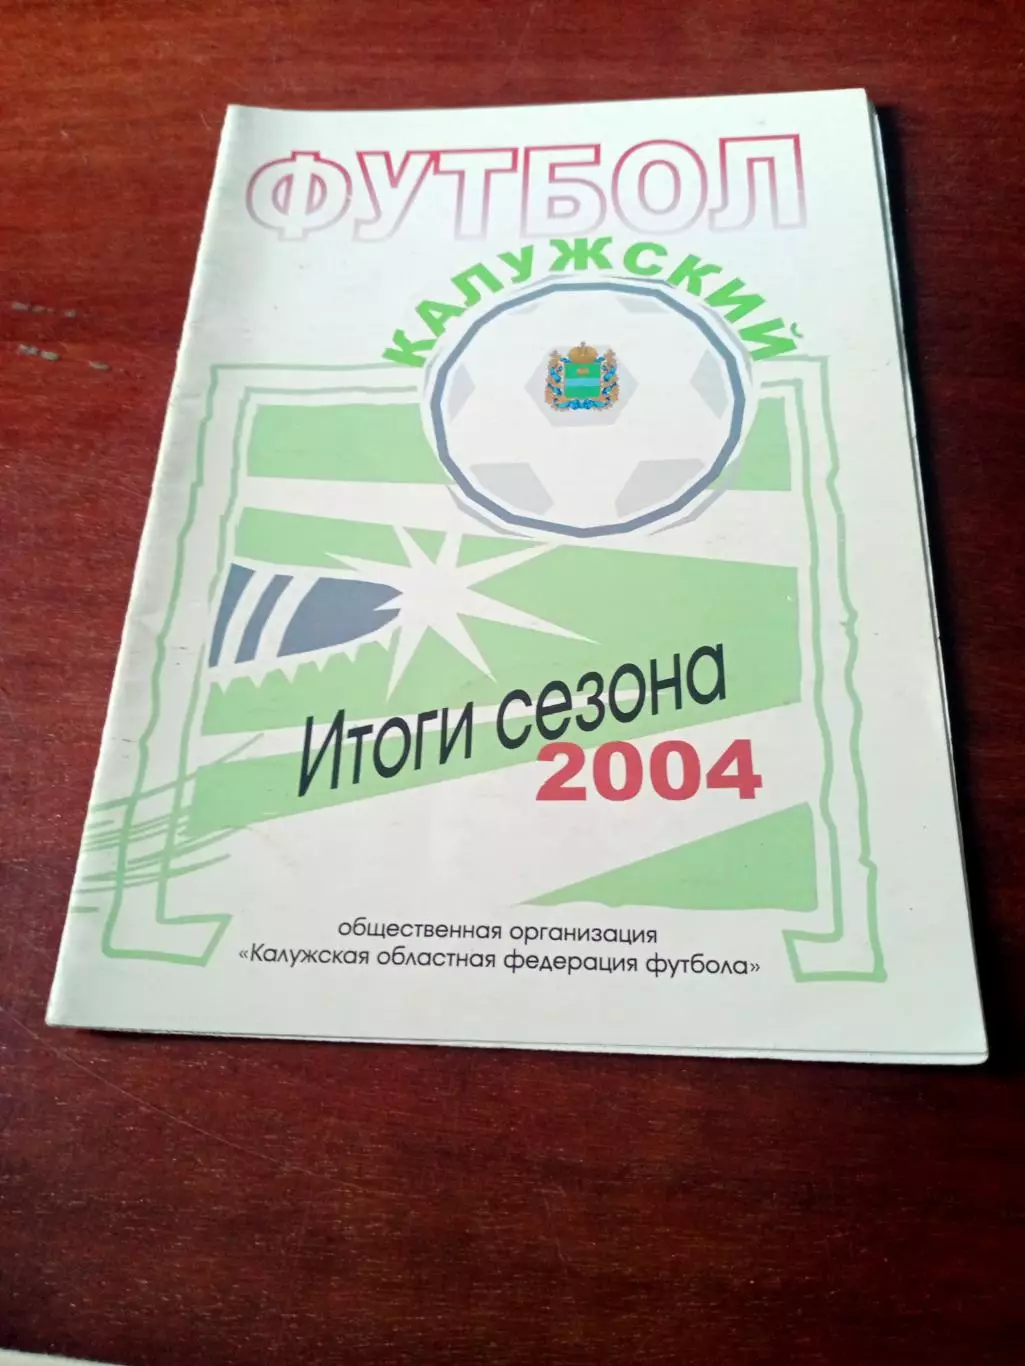 ФУТБОЛ
КАЛУЖСКИЙ
Итоги сезона
2004
общественная организация
«Калужская областная федерация футбола»